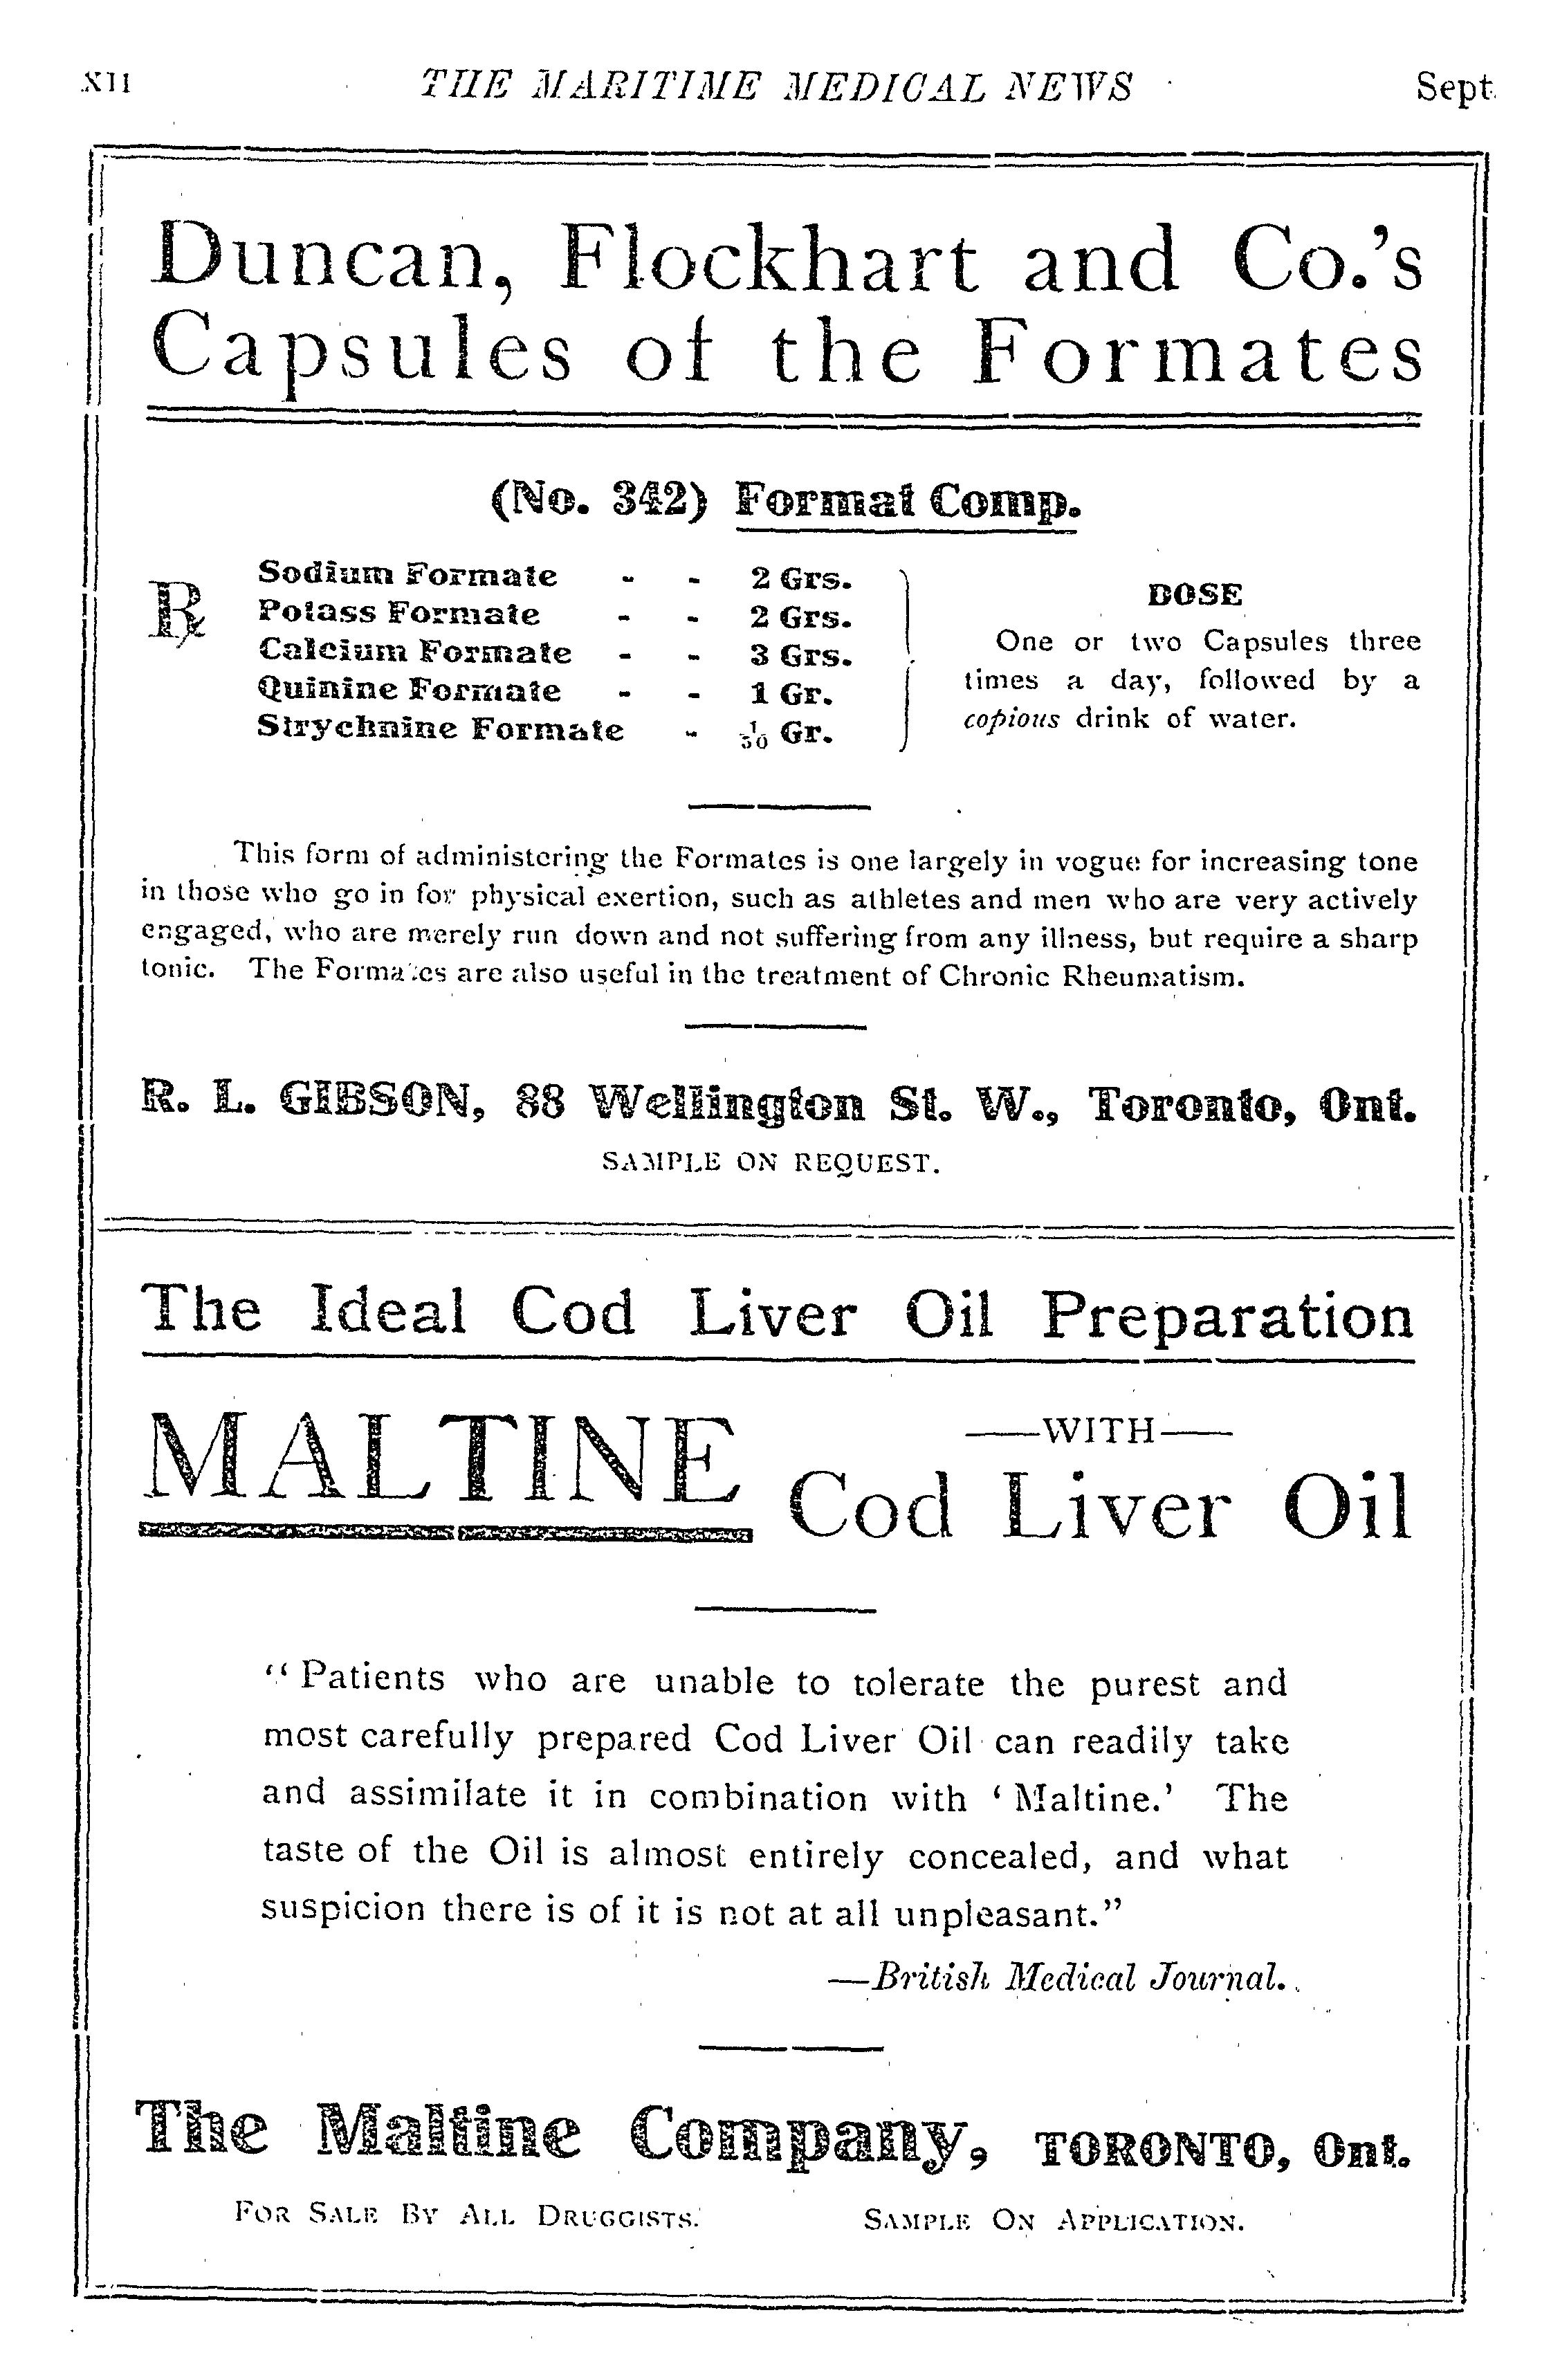 XII THE MARITIME MEDICAL NEWS Sept.
Duncan, Flockhart and Co.'s
Capsules of the Formates
(No. 342) Format Comp.
℞ Sodium Formate - - 2 Grs.
Potass Formate - - 2 Grs.
Calcium Formate - - 3 Grs.
Quinine Formate - - 1 Gr.
Strychnine Formate - Gr.
DOSE
One or two Capsules three
times a day, followed by a
copious drink of water.
This form of administering the Formates is one largely in vogue for increasing tone
in those who go in for physical exertion, such as athletes and men who are very actively
engaged, who are merely run down and not suffering from any illness, but require a sharp
tonic. The Formates are also useful in the treatment of Chronic Rheumatism.
R. L. GIBSON, 88 Wellington St. W., Toronto, Ont.
SAMPLE ON REQUEST.
The Ideal Cod Liver Oil Preparation
MALTINE —WITH— Cod Liver Oil
"Patients who are unable to tolerate the purest and
most carefully prepared Cod Liver Oil can readily take
and assimilate it in combination with 'Maltine.' The
taste of the Oil is almost entirely concealed, and what
suspicion there is of it is not at all unpleasant."
—British Medical Journal.
The Maltine Company, TORONTO, Ont.
FOR SALE BY ALL DRUGGISTS. SAMPLE ON APPLICATION.